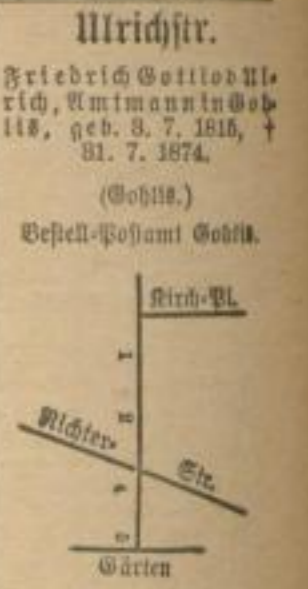 Ulrichstr.
Friedrich Gottlob Ul-
rich, Amtmann in Goh-
lis, geb. 3. 7. 1815, †
31. 7. 1874.
(Gohlis.)
Bestell-Postamt Gohlis.
Kirch-Pl.
Richter-
Str.
Gärten